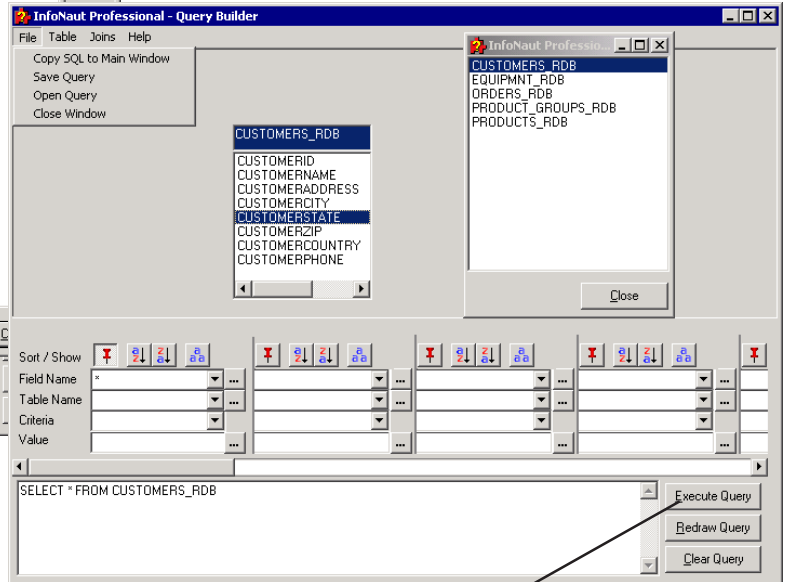 InfoNaut Professional - Query Builder
File Table Joins Help
Copy SQL to Main Window
Save Query
Open Query
Close Window
InfoNaut Professio...
CUSTOMERS_RDB
EQUIPMNT_RDB
ORDERS_RDB
PRODUCT_GROUPS_RDB
PRODUCTS_RDB
Close
CUSTOMERS_RDB
CUSTOMERID
CUSTOMERNAME
CUSTOMERADDRESS
CUSTOMERCITY
CUSTOMERSTATE
CUSTOMERZIP
CUSTOMERCOUNTRY
CUSTOMERPHONE
Sort / Show
Field Name *
Table Name
Criteria
Value
SELECT * FROM CUSTOMERS_RDB
Execute Query
Redraw Query
Clear Query